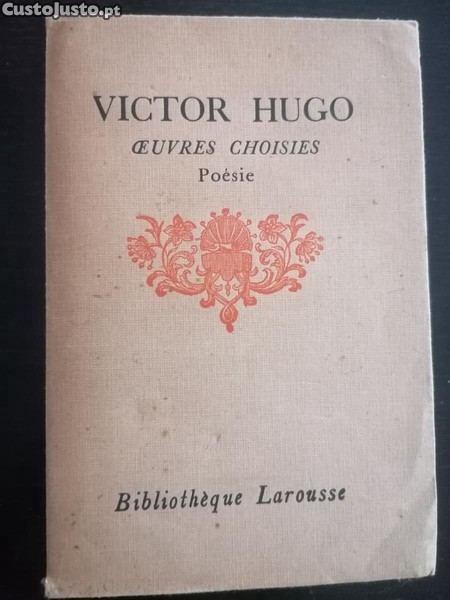 CustoJusto.pt
VICTOR HUGO
ŒUVRES CHOISIES
Poésie
Bibliothèque Larousse